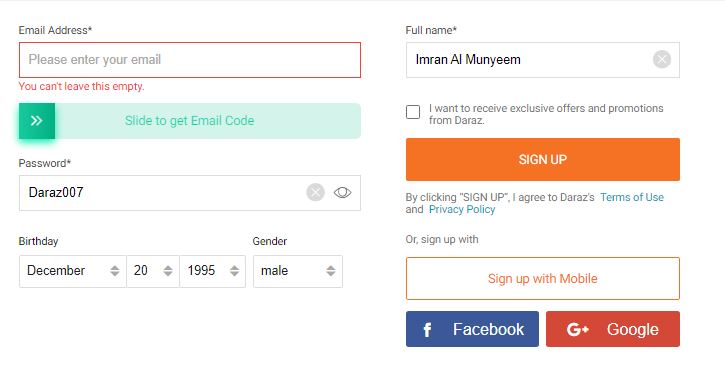 Email Address*
Please enter your email
You can't leave this empty.
Slide to get Email Code
Password*
Daraz007
Birthday
Gender
December
20
1995
male
Full name*
Imran Al Munyeem
I want to receive exclusive offers and promotions
from Daraz.
SIGN UP
By clicking "SIGN UP", I agree to Daraz's Terms of Use
and Privacy Policy
Or, sign up with
Sign up with Mobile
f Facebook
G+ Google